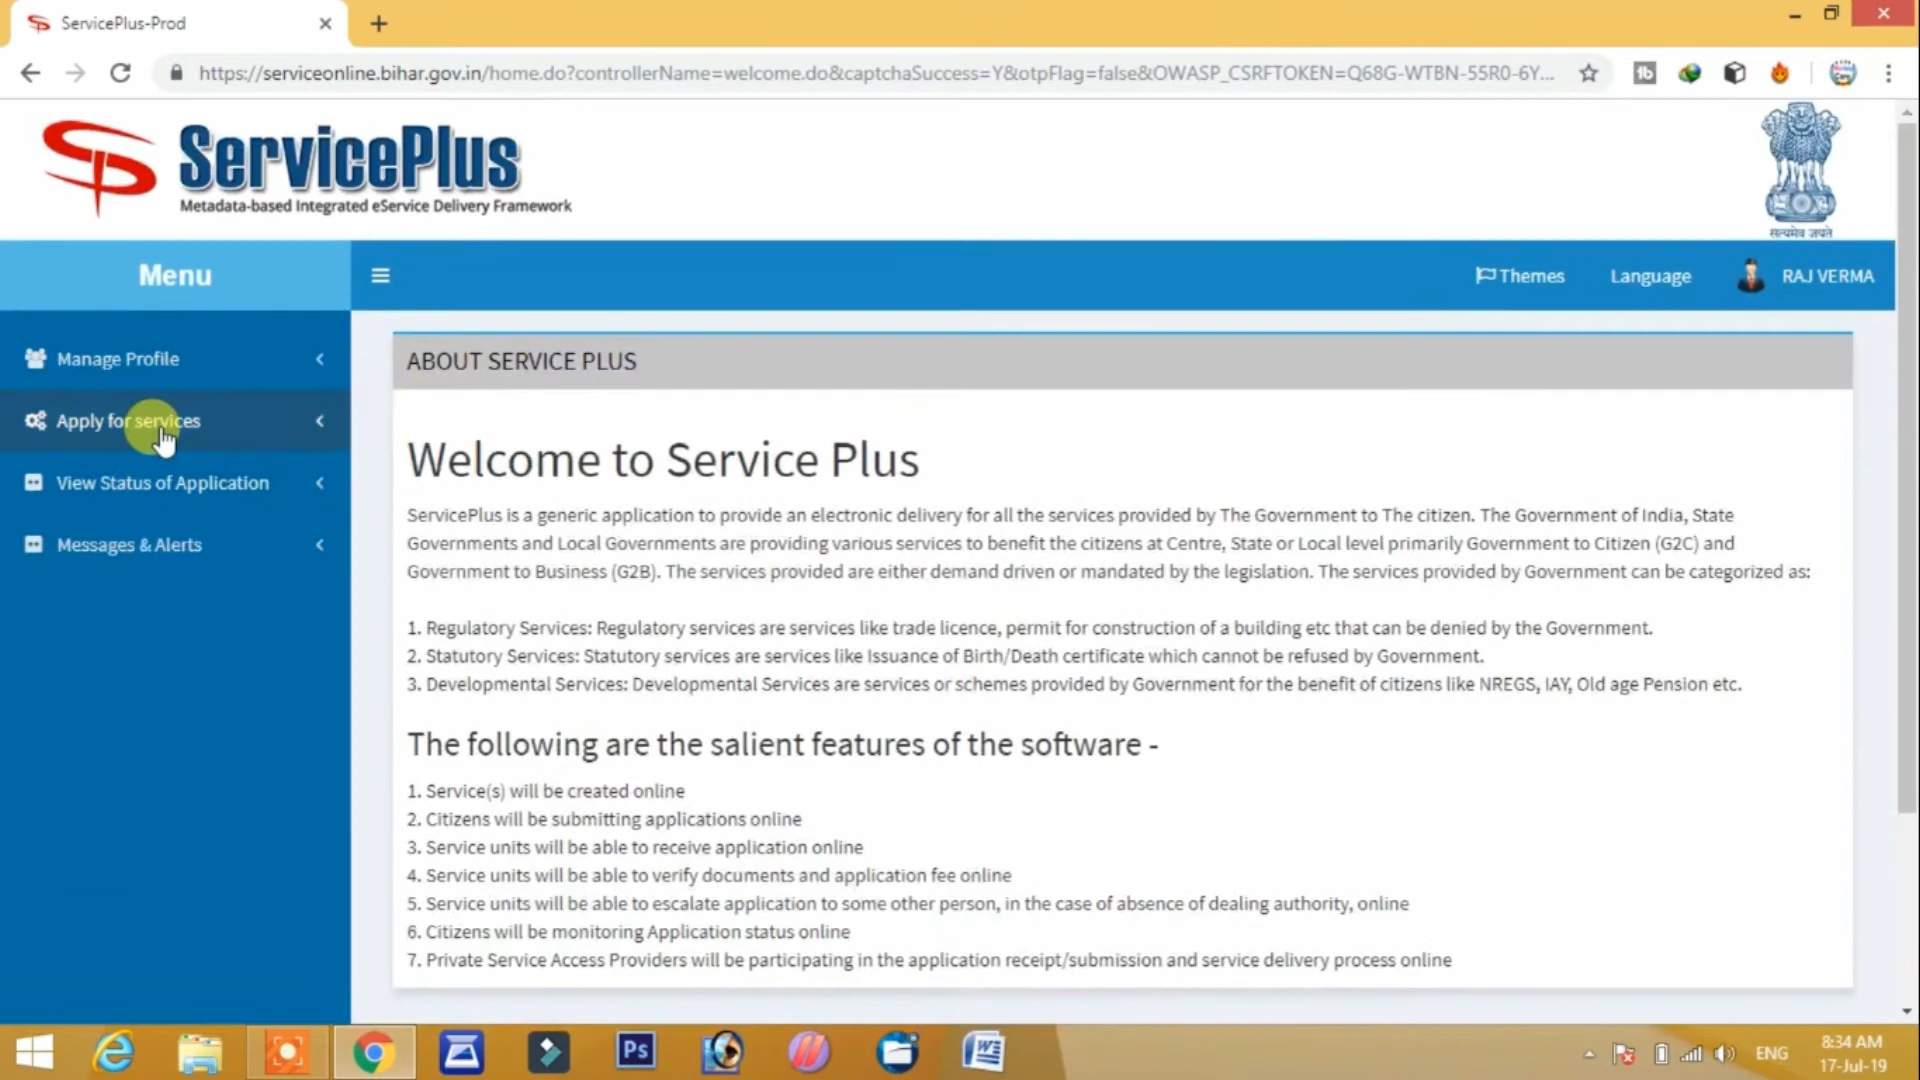 ServicePlus-Prod
https://serviceonline.bihar.gov.in/home.do?controllerName=welcome.do&captchaSuccess=Y&otpFlag=false&OWASP_CSRFTOKEN=Q68G-WTBN-55R0-6Y...
ServicePlus
Metadata-based Integrated eService Delivery Framework
सत्यमेव जयते
Menu
Themes
Language
RAJ VERMA
Manage Profile
Apply for services
View Status of Application
Messages & Alerts
ABOUT SERVICE PLUS
Welcome to Service Plus
ServicePlus is a generic application to provide an electronic delivery for all the services provided by The Government to The citizen. The Government of India, State
Governments and Local Governments are providing various services to benefit the citizens at Centre, State or Local level primarily Government to Citizen (G2C) and
Government to Business (G2B). The services provided are either demand driven or mandated by the legislation. The services provided by Government can be categorized as:
1. Regulatory Services: Regulatory services are services like trade licence, permit for construction of a building etc that can be denied by the Government.
2. Statutory Services: Statutory services are services like Issuance of Birth/Death certificate which cannot be refused by Government.
3. Developmental Services: Developmental Services are services or schemes provided by Government for the benefit of citizens like NREGS, IAY, Old age Pension etc.
The following are the salient features of the software -
1. Service(s) will be created online
2. Citizens will be submitting applications online
3. Service units will be able to receive application online
4. Service units will be able to verify documents and application fee online
5. Service units will be able to escalate application to some other person, in the case of absence of dealing authority, online
6. Citizens will be monitoring Application status online
7. Private Service Access Providers will be participating in the application receipt/submission and service delivery process online
Ps
ENG
8:34 AM
17-Jul-19